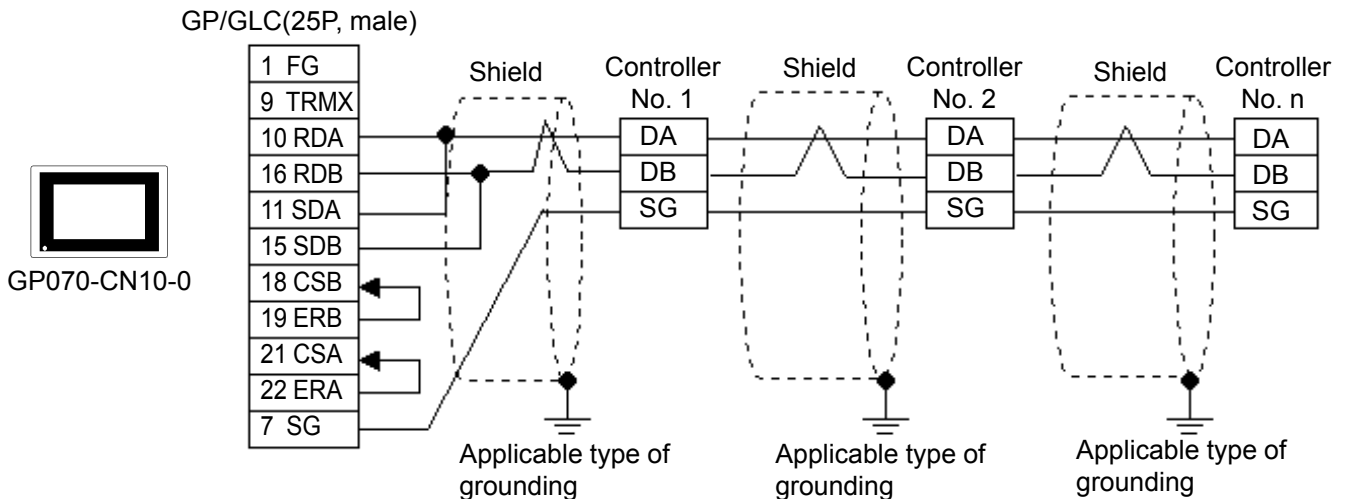 GP/GLC(25P, male)
1 FG
9 TRMX
10 RDA
16 RDB
11 SDA
15 SDB
18 CSB
19 ERB
21 CSA
22 ERA
7 SG
GP070-CN10-0
Shield
Controller
No. 1
DA
DB
SG
Shield
Controller
No. 2
DA
DB
SG
Shield
Controller
No. n
DA
DB
SG
Applicable type of
grounding
Applicable type of
grounding
Applicable type of
grounding